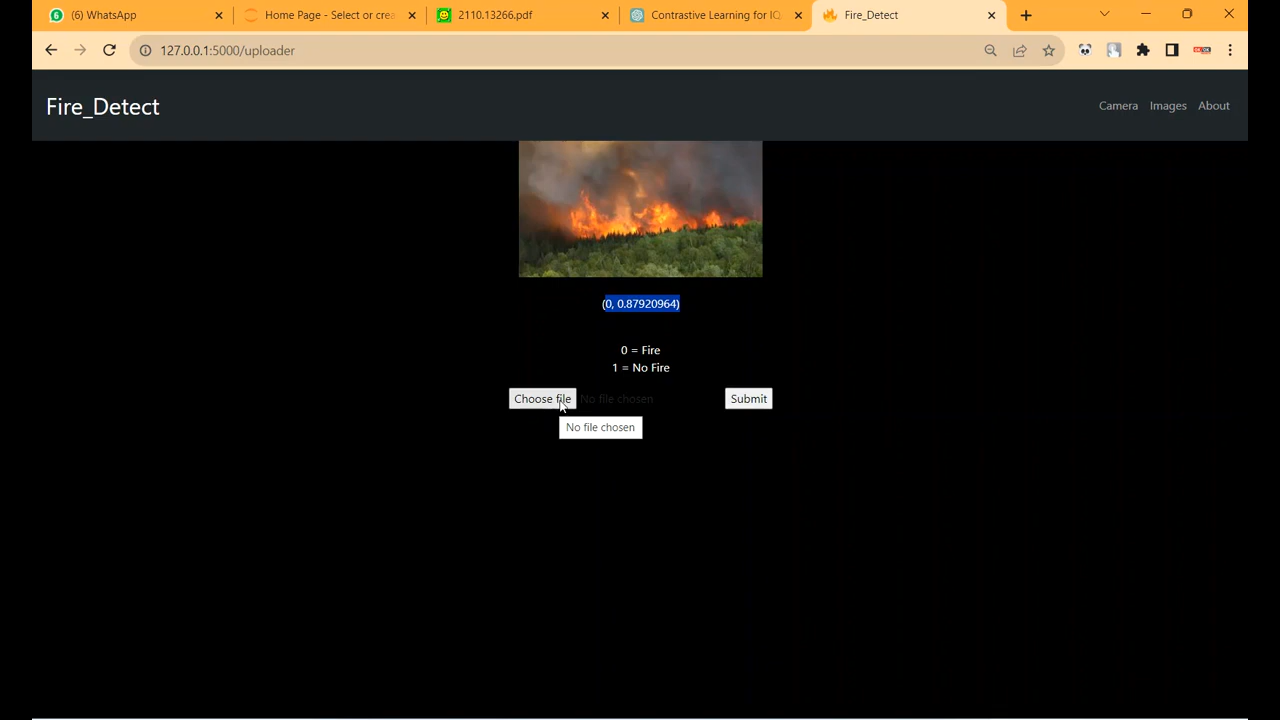 6
(6) WhatsApp
Home Page - Select or crea
2110.13266.pdf
Contrastive Learning for IQ
Fire_Detect
127.0.0.1:5000/uploader
Fire_Detect
Camera
Images
About
(0, 0.87920964)
0 = Fire
1 = No Fire
Choose file No file chosen
Submit
No file chosen